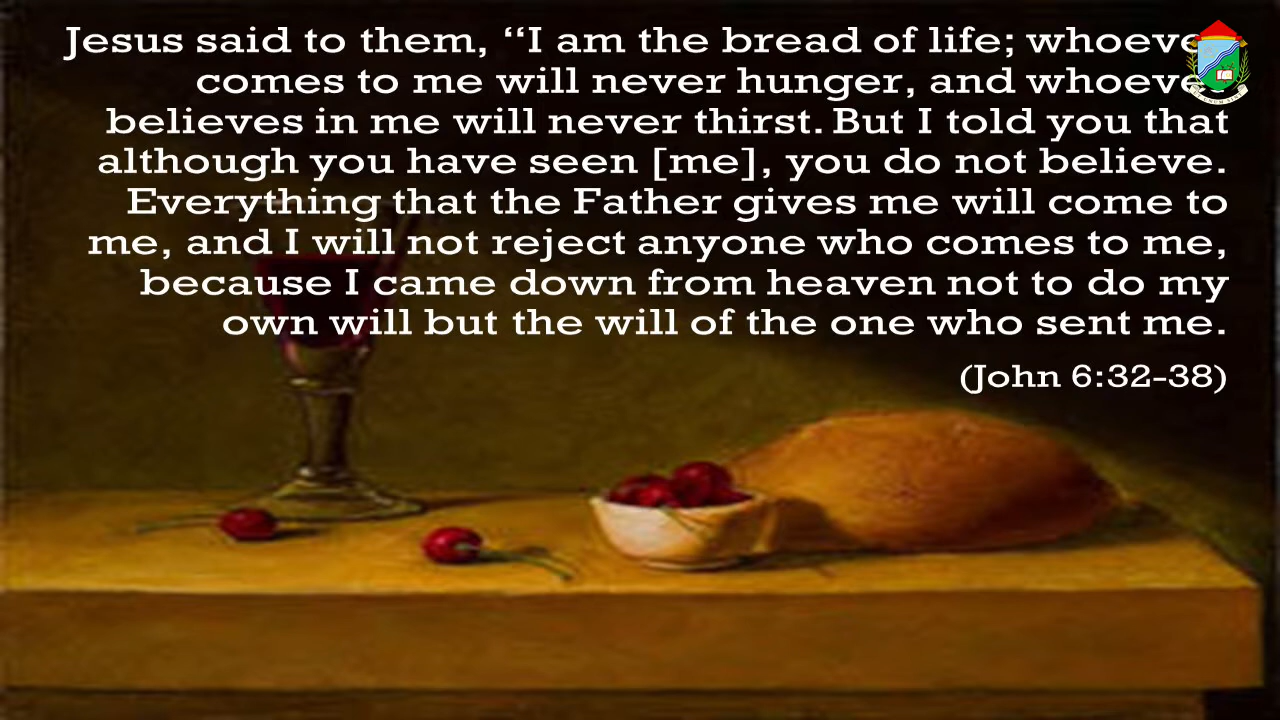 Jesus said to them, “I am the bread of life; whoever
comes to me will never hunger, and whoever
believes in me will never thirst. But I told you that
although you have seen [me], you do not believe.
Everything that the Father gives me will come to
me, and I will not reject anyone who comes to me,
because I came down from heaven not to do my
own will but the will of the one who sent me.
(John 6:32-38)